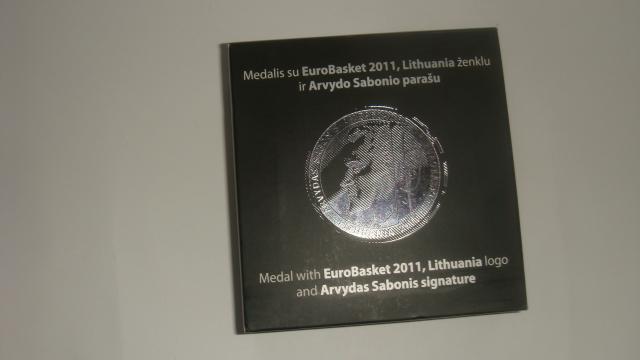 Medalis su EuroBasket 2011, Lithuania ženklu
ir Arvydo Sabonio parašu
ARVYDAS
Medal with EuroBasket 2011, Lithuania logo
and Arvydas Sabonis signature